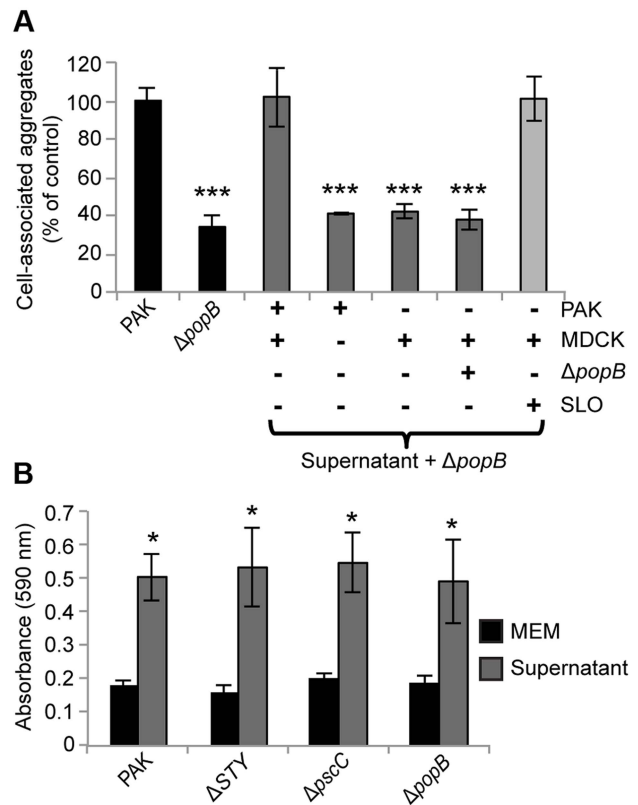 A
Cell-associated aggregates
(% of control)
120
100
80
60
40
20
0
*** *** *** ***
PAK
ΔpopB
+ + - - - PAK
+ - + + + MDCK
- - - + - ΔpopB
- - - - + SLO
Supernatant + ΔpopB
B
Absorbance (590 nm)
0.7
0.6
0.5
0.4
0.3
0.2
0.1
0
* * * *
MEM
Supernatant
PAK
ΔSTY
ΔpscC
ΔpopB